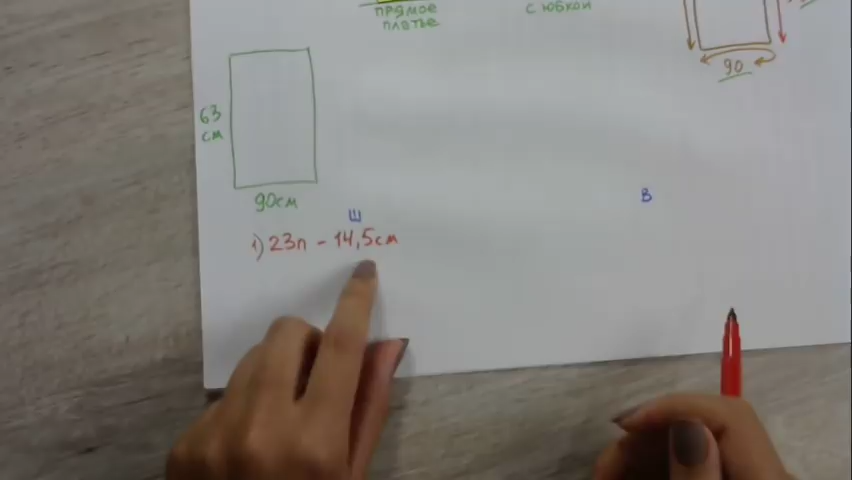 прямое
платье
с юбкой
90
63
см
90см
Ш
В
1) 23п - 14,5см